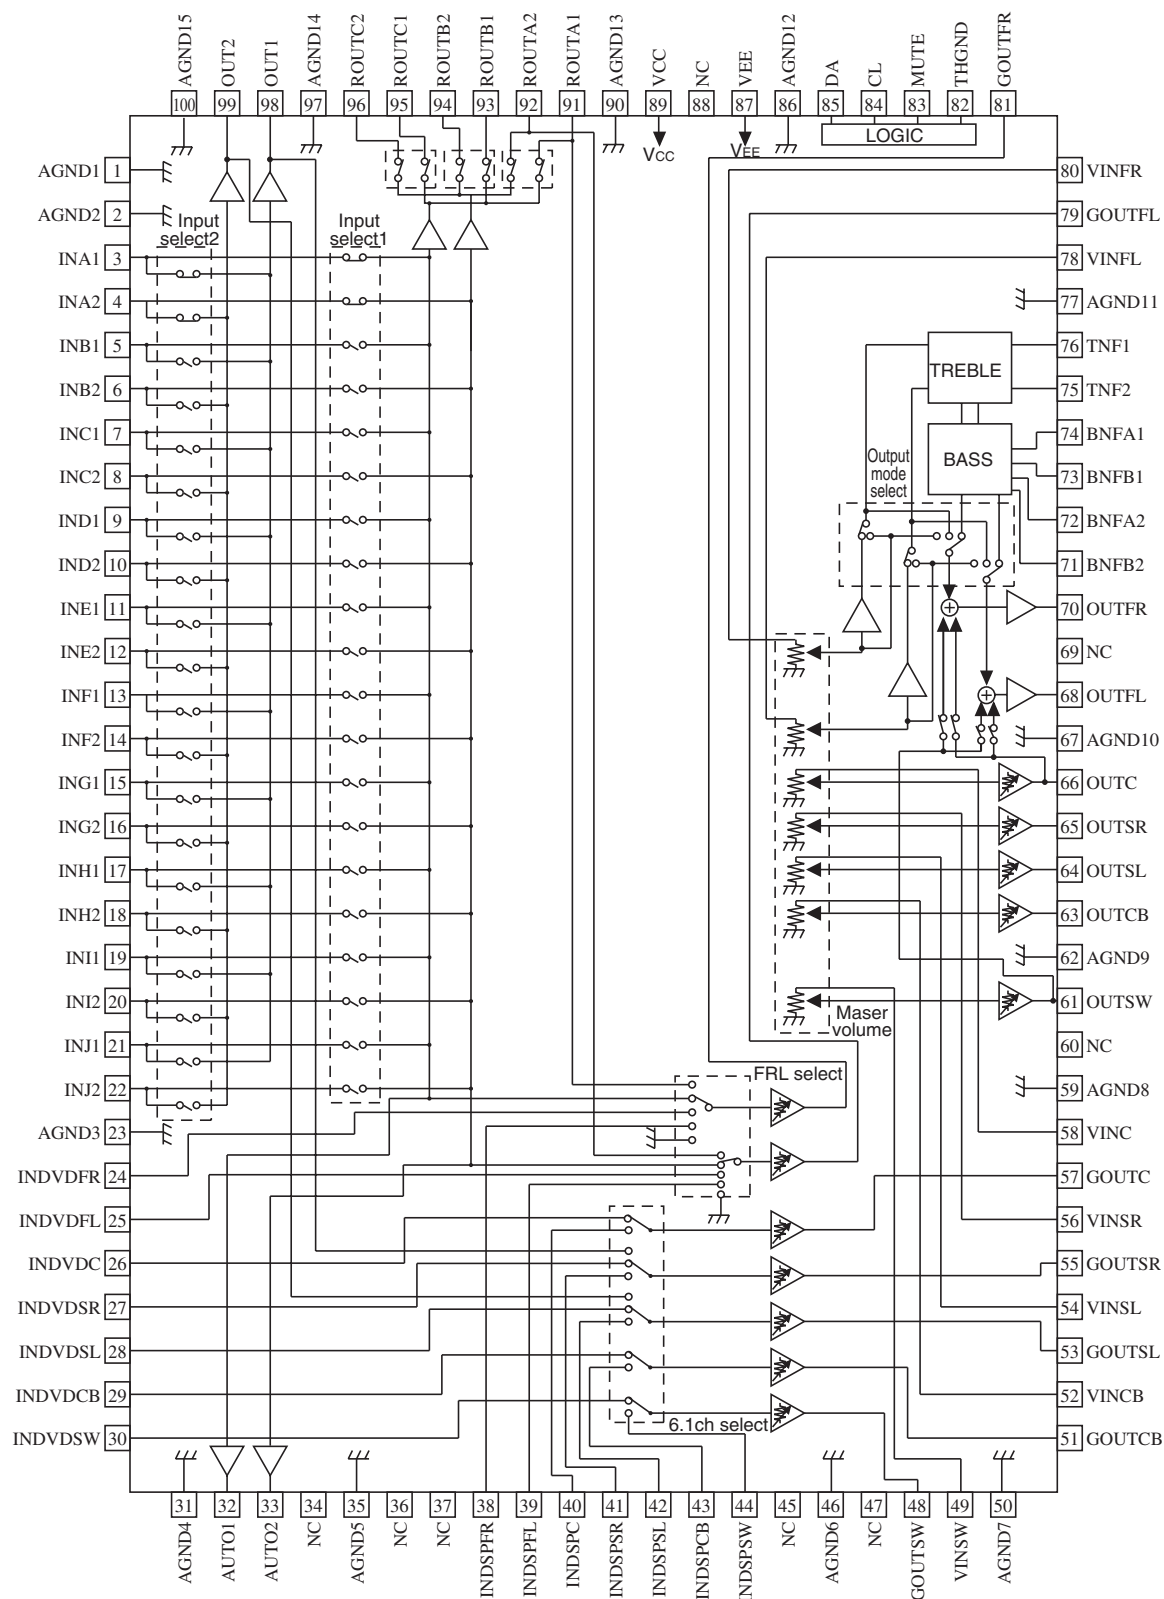 AGND15
OUT2
OUT1
AGND14
ROUTC2
ROUTC1
ROUTB2
ROUTB1
ROUTA2
ROUTA1
AGND13
VCC
NC
VEE
AGND12
DA
CL
MUTE
THGND
GOUTFR
100 99 98 97 96 95 94 93 92 91 90 89 88 87 86 85 84 83 82 81
LOGIC
VCC
VEE
AGND1 1
AGND2 2
INA1 3
INA2 4
INB1 5
INB2 6
INC1 7
INC2 8
IND1 9
IND2 10
INE1 11
INE2 12
INF1 13
INF2 14
ING1 15
ING2 16
INH1 17
INH2 18
INI1 19
INI2 20
INJ1 21
INJ2 22
AGND3 23
INDVDFR 24
INDVDFL 25
INDVDC 26
INDVDSR 27
INDVDSL 28
INDVDCB 29
INDVDSW 30
Input
select2
Input
select1
TREBLE
BASS
Output
mode
select
Maser
volume
FRL select
6.1ch select
80 VINFR
79 GOUTFL
78 VINFL
77 AGND11
76 TNF1
75 TNF2
74 BNFA1
73 BNFB1
72 BNFA2
71 BNFB2
70 OUTFR
69 NC
68 OUTFL
67 AGND10
66 OUTC
65 OUTSR
64 OUTSL
63 OUTCB
62 AGND9
61 OUTSW
60 NC
59 AGND8
58 VINC
57 GOUTC
56 VINSR
55 GOUTSR
54 VINSL
53 GOUTSL
52 VINCB
51 GOUTCB
31 32 33 34 35 36 37 38 39 40 41 42 43 44 45 46 47 48 49 50
AGND4
AUTO1
AUTO2
NC
AGND5
NC
NC
INDSPFR
INDSPFL
INDSPC
INDSPSR
INDSPSL
INDSPCB
INDSPSW
NC
AGND6
NC
GOUTSW
VINSW
AGND7